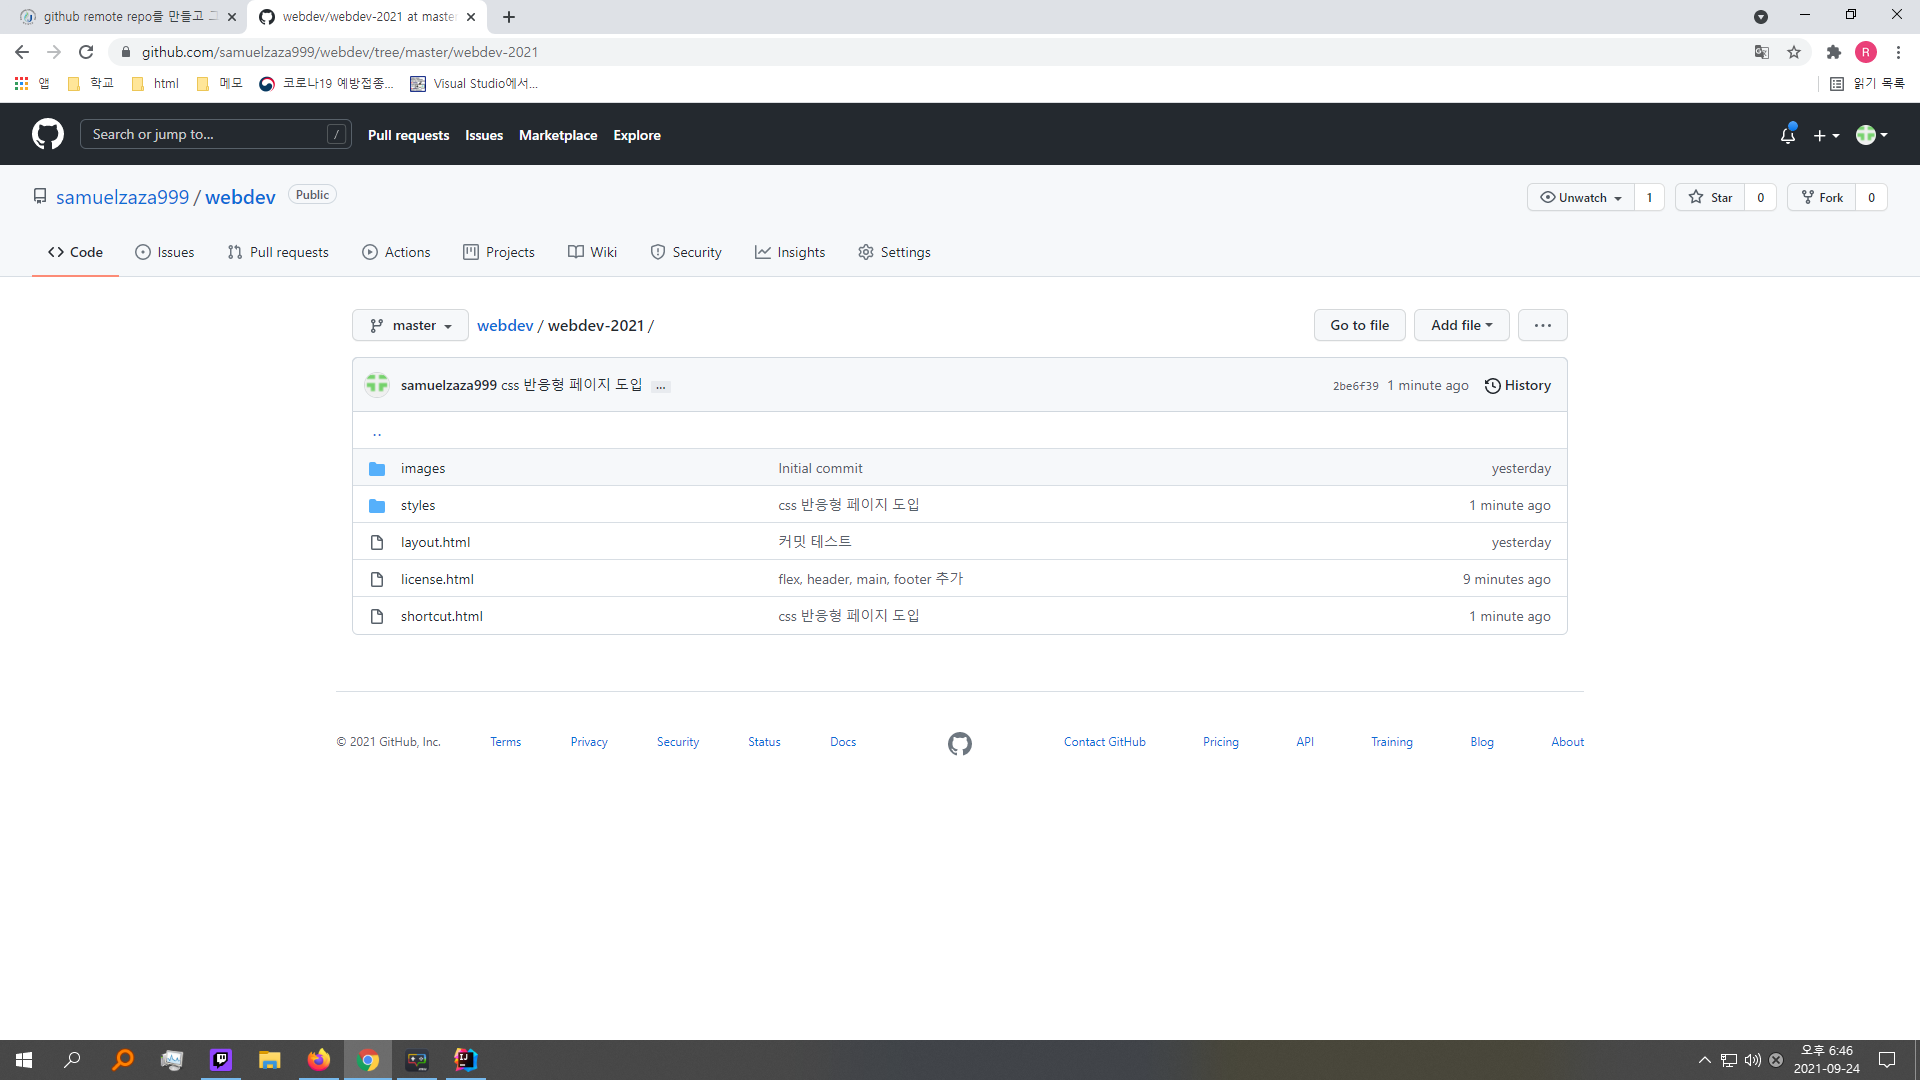 github remote repo를 만들고 그
webdev/webdev-2021 at master
github.com/samuelzaza999/webdev/tree/master/webdev-2021
R
앱
학교
html
메모
코로나19 예방접종...
Visual Studio에서...
읽기 목록
Search or jump to...
/
Pull requests
Issues
Marketplace
Explore
samuelzaza999 / webdev
Public
Unwatch
1
Star
0
Fork
0
Code
Issues
Pull requests
Actions
Projects
Wiki
Security
Insights
Settings
master
webdev / webdev-2021 /
Go to file
Add file
...
samuelzaza999 css 반응형 페이지 도입 ...
2be6f39 1 minute ago
History
..
images
Initial commit
yesterday
styles
css 반응형 페이지 도입
1 minute ago
layout.html
커밋 테스트
yesterday
license.html
flex, header, main, footer 추가
9 minutes ago
shortcut.html
css 반응형 페이지 도입
1 minute ago
© 2021 GitHub, Inc.
Terms
Privacy
Security
Status
Docs
Contact GitHub
Pricing
API
Training
Blog
About
오후 6:46
2021-09-24